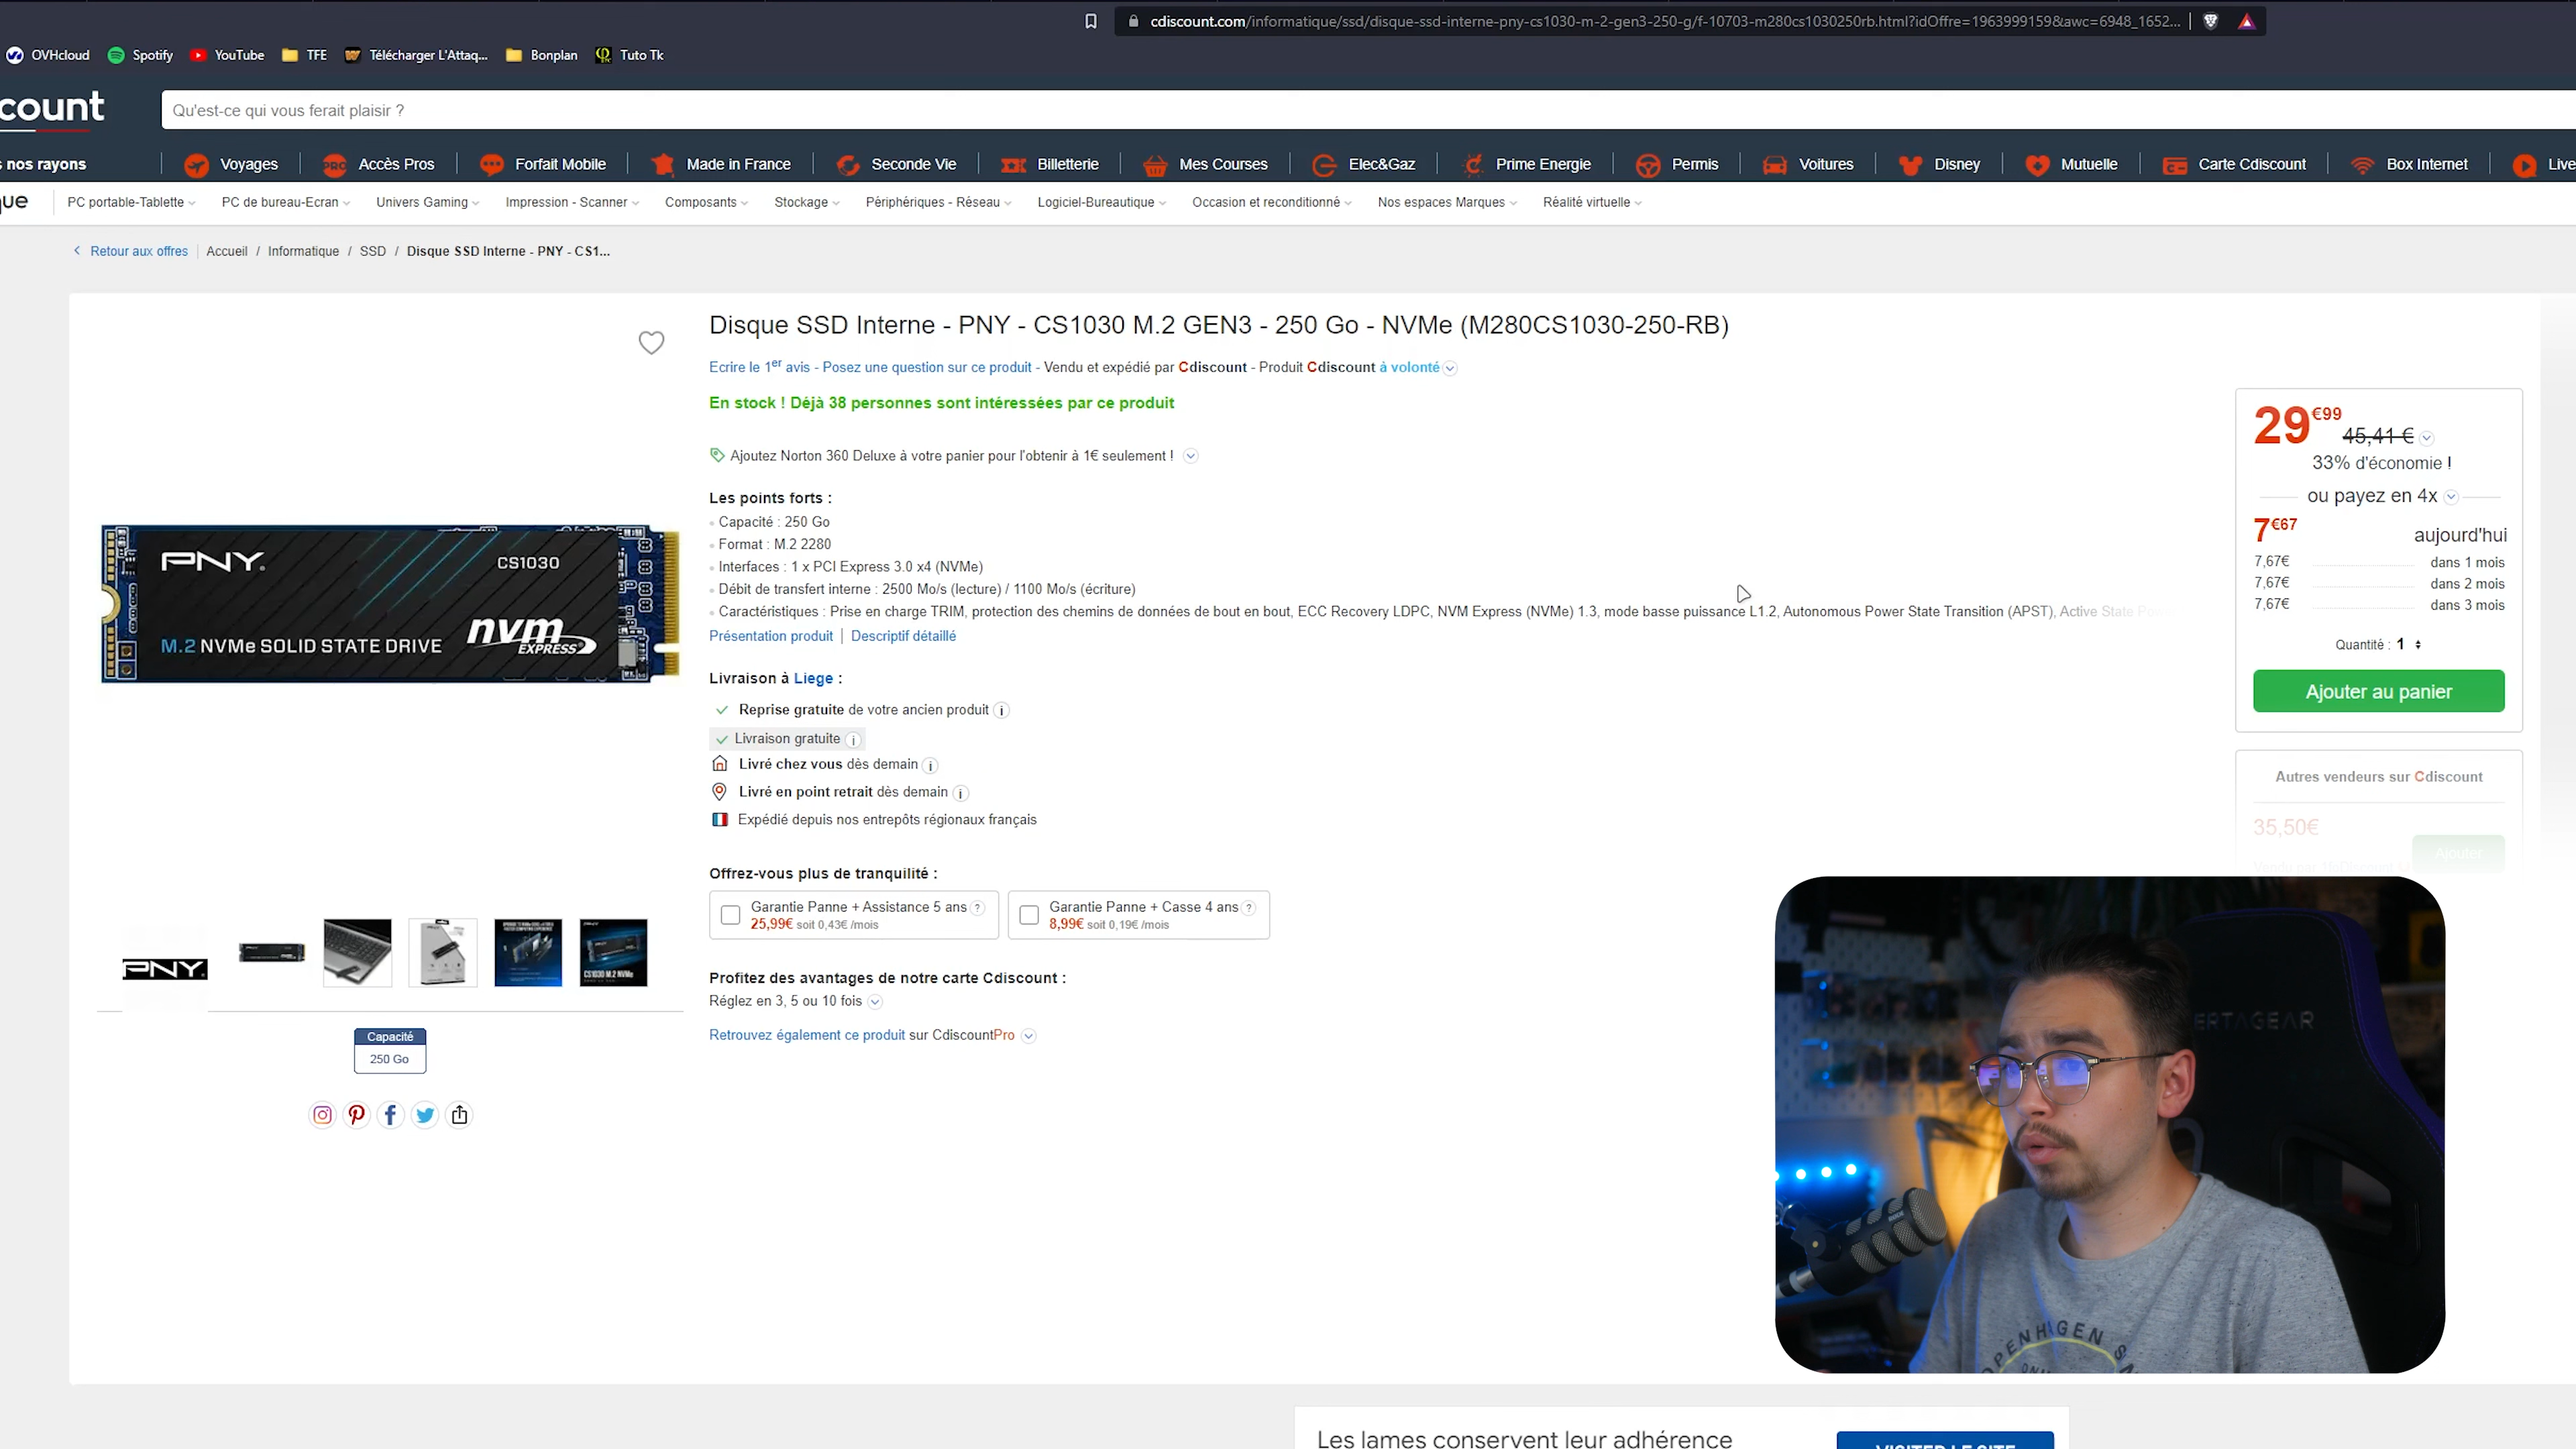 cdiscount.com/informatique/ssd/disque-ssd-interne-pny-cs1030-m-2-gen3-250-g/f-10703-m280cs1030250rb.html?idOffre=1963999159&awc=6948_1652...
OVHcloud Spotify YouTube TFE Télécharger L'Attaq... Bonplan Tuto Tk
count Qu'est-ce qui vous ferait plaisir ?
s nos rayons Voyages PRO Accès Pros Forfait Mobile Made in France Seconde Vie Billetterie Mes Courses Elec&Gaz Prime Energie Permis Voitures Disney Mutuelle Carte Cdiscount Box Internet Live
que PC portable-Tablette PC de bureau-Ecran Univers Gaming Impression - Scanner Composants Stockage Périphériques - Réseau Logiciel-Bureautique Occasion et reconditionné Nos espaces Marques Réalité virtuelle
Retour aux offres Accueil / Informatique / SSD / Disque SSD Interne - PNY - CS1...
Disque SSD Interne - PNY - CS1030 M.2 GEN3 - 250 Go - NVMe (M280CS1030-250-RB)
Ecrire le 1er avis - Posez une question sur ce produit - Vendu et expédié par Cdiscount - Produit Cdiscount à volonté
En stock ! Déjà 38 personnes sont intéressées par ce produit
Ajoutez Norton 360 Deluxe à votre panier pour l'obtenir à 1€ seulement !
Les points forts :
Capacité : 250 Go
Format : M.2 2280
Interfaces : 1 x PCI Express 3.0 x4 (NVMe)
Débit de transfert interne : 2500 Mo/s (lecture) / 1100 Mo/s (écriture)
Caractéristiques : Prise en charge TRIM, protection des chemins de données de bout en bout, ECC Recovery LDPC, NVM Express (NVMe) 1.3, mode basse puissance L1.2, Autonomous Power State Transition (APST), Active State
Présentation produit | Descriptif détaillé
PNY. CS1030
M.2 NVMe SOLID STATE DRIVE nvm EXPRESS
Livraison à Liege :
Reprise gratuite de votre ancien produit
Livraison gratuite
Livré chez vous dès demain
Livré en point retrait dès demain
Expédié depuis nos entrepôts régionaux français
Offrez-vous plus de tranquilité :
Garantie Panne + Assistance 5 ans ?
25,99€ soit 0,43€ /mois
Garantie Panne + Casse 4 ans ?
8,99€ soit 0,19€ /mois
Profitez des avantages de notre carte Cdiscount :
Réglez en 3, 5 ou 10 fois
Retrouvez également ce produit sur CdiscountPro
PNY.
CS1030 M.2 NVMe
Capacité
250 Go
29€99 45,41 €
33% d'économie !
ou payez en 4x
7€67 aujourd'hui
7,67€ dans 1 mois
7,67€ dans 2 mois
7,67€ dans 3 mois
Quantité : 1
Ajouter au panier
Autres vendeurs sur Cdiscount
35,50€
Ajouter
ERTAGEAR
OPENHAGEN
Les lames conservent leur adhérence
VISITER LE SITE